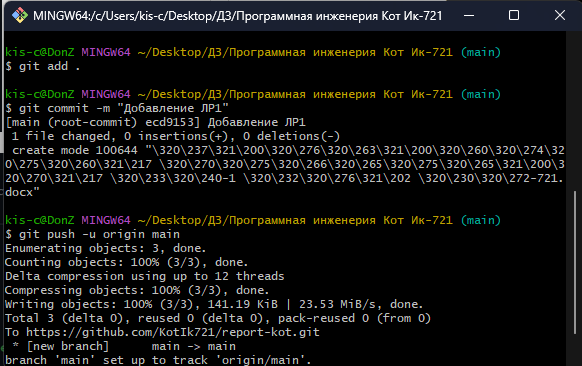 MINGW64:/c/Users/kis-c/Desktop/ДЗ/Программная инженерия Кот Ик-721
kis-c@DonZ MINGW64 ~/Desktop/ДЗ/Программная инженерия Кот Ик-721 (main)
$ git add .
kis-c@DonZ MINGW64 ~/Desktop/ДЗ/Программная инженерия Кот Ик-721 (main)
$ git commit -m "Добавление ЛР1"
[main (root-commit) ecd9153] Добавление ЛР1
 1 file changed, 0 insertions(+), 0 deletions(-)
 create mode 100644 "\320\237\321\200\320\276\320\263\321\200\320\260\320\274\32
0\275\320\260\321\217 \320\270\320\275\320\266\320\265\320\275\320\265\321\200\3
20\270\321\217 \320\233\320\240-1 \320\232\320\276\321\202 \320\230\320\272-721.
docx"
kis-c@DonZ MINGW64 ~/Desktop/ДЗ/Программная инженерия Кот Ик-721 (main)
$ git push -u origin main
Enumerating objects: 3, done.
Counting objects: 100% (3/3), done.
Delta compression using up to 12 threads
Compressing objects: 100% (3/3), done.
Writing objects: 100% (3/3), 141.19 KiB | 23.53 MiB/s, done.
Total 3 (delta 0), reused 0 (delta 0), pack-reused 0 (from 0)
To https://github.com/KotIk721/report-kot.git
 * [new branch]      main -> main
branch 'main' set up to track 'origin/main'.